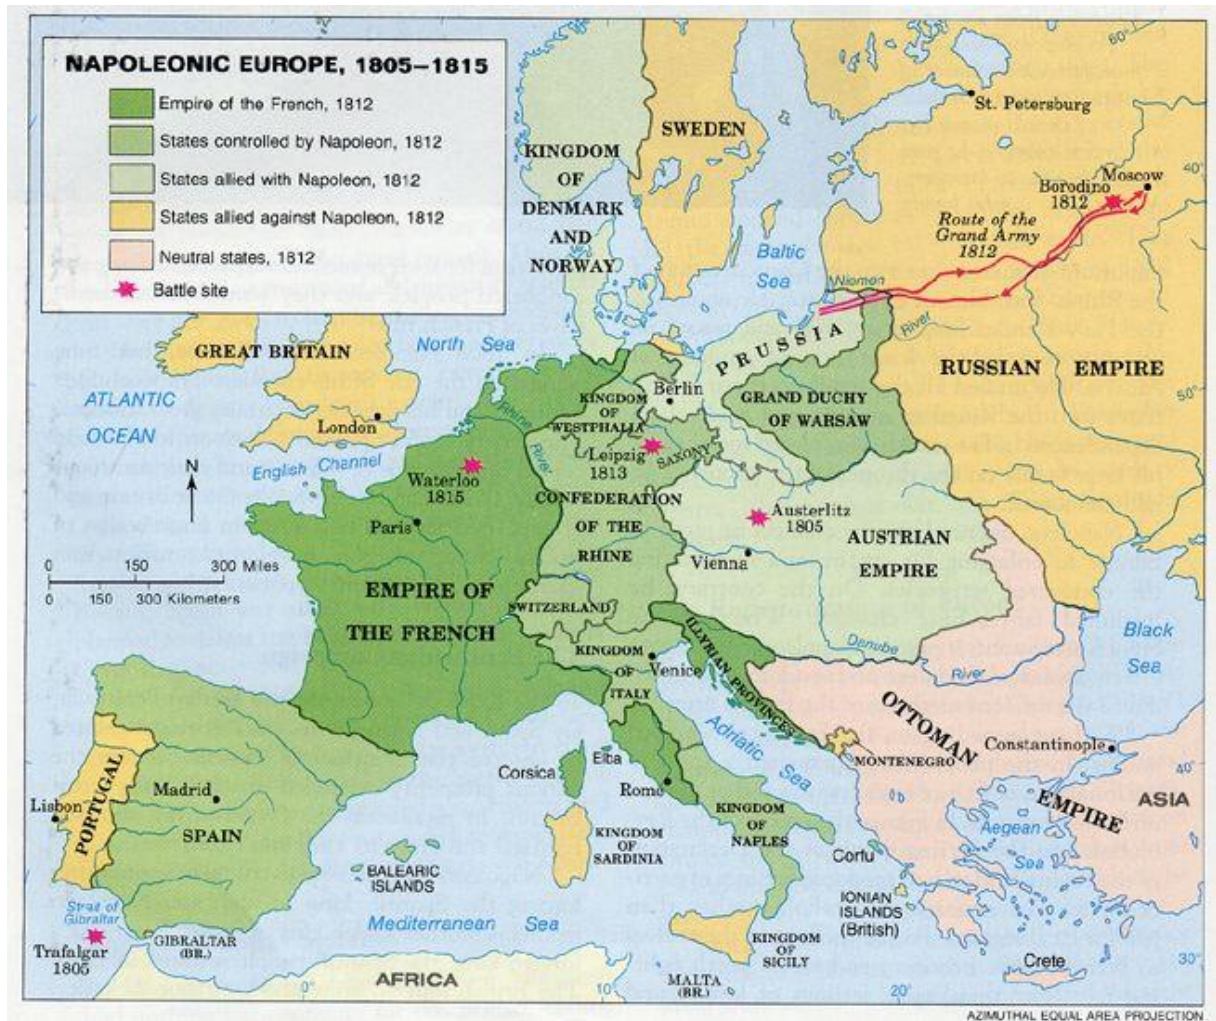 NAPOLEONIC EUROPE, 1805–1815
Empire of the French, 1812
States controlled by Napoleon, 1812
States allied with Napoleon, 1812
States allied against Napoleon, 1812
Neutral states, 1812
Battle site
60°
St. Petersburg
SWEDEN
KINGDOM
OF
DENMARK
AND
NORWAY
40°
Moscow
Borodino
1812
Route of the
Grand Army
1812
Baltic
Sea
Niemen
River
North Sea
GREAT BRITAIN
PRUSSIA
RUSSIAN EMPIRE
ATLANTIC
OCEAN
London
English Channel
Berlin
KINGDOM
OF
WESTPHALIA
GRAND DUCHY
OF WARSAW
50°
Rhine
River
Leipzig
1813
SAXONY
Waterloo
1815
N
CONFEDERATION
OF THE
RHINE
Austerlitz
1805
Paris
Vienna
AUSTRIAN
EMPIRE
0 150 300 Miles
0 150 300 Kilometers
EMPIRE OF
THE FRENCH
SWITZERLAND
KINGDOM
OF
ITALY
Venice
ILLYRIAN PROVINCES
Danube
River
Black
Sea
OTTOMAN
EMPIRE
Adriatic Sea
Constantinople
MONTENEGRO
40°
ASIA
PORTUGAL
Lisbon
Madrid
SPAIN
Corsica
Elba
Rome
KINGDOM
OF
NAPLES
KINGDOM
OF
SARDINIA
Aegean
Sea
BALEARIC
ISLANDS
Corfu
IONIAN
ISLANDS
(British)
Strait of
Gibraltar
Trafalgar
1805
GIBRALTAR
(BR.)
Mediterranean Sea
KINGDOM
OF
SICILY
Crete
30°
AFRICA
MALTA
(BR.)
0°
10°
20°
AZIMUTHAL EQUAL AREA PROJECTION